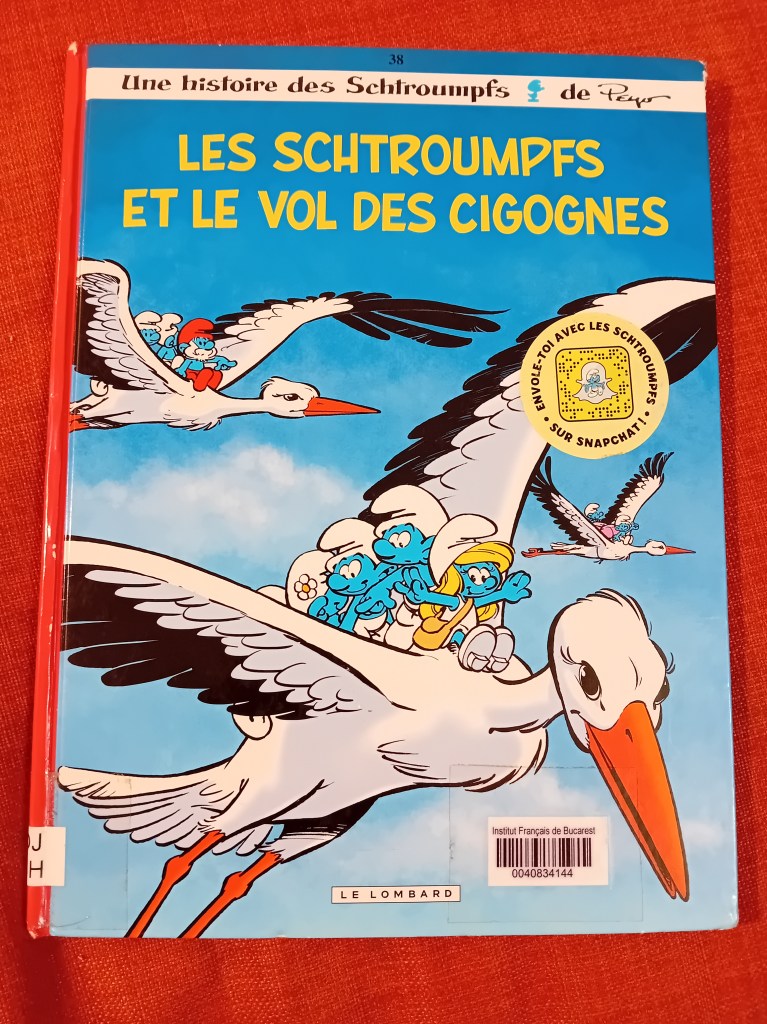 38
Une histoire des Schtroumpfs de Peyo
LES SCHTROUMPFS
ET LE VOL DES CIGOGNES
ENVOLE-TOI AVEC LES SCHTROUMPFS
• SUR SNAPCHAT ! •
Institut Français de Bucarest
0040834144
OJ
H
LE LOMBARD